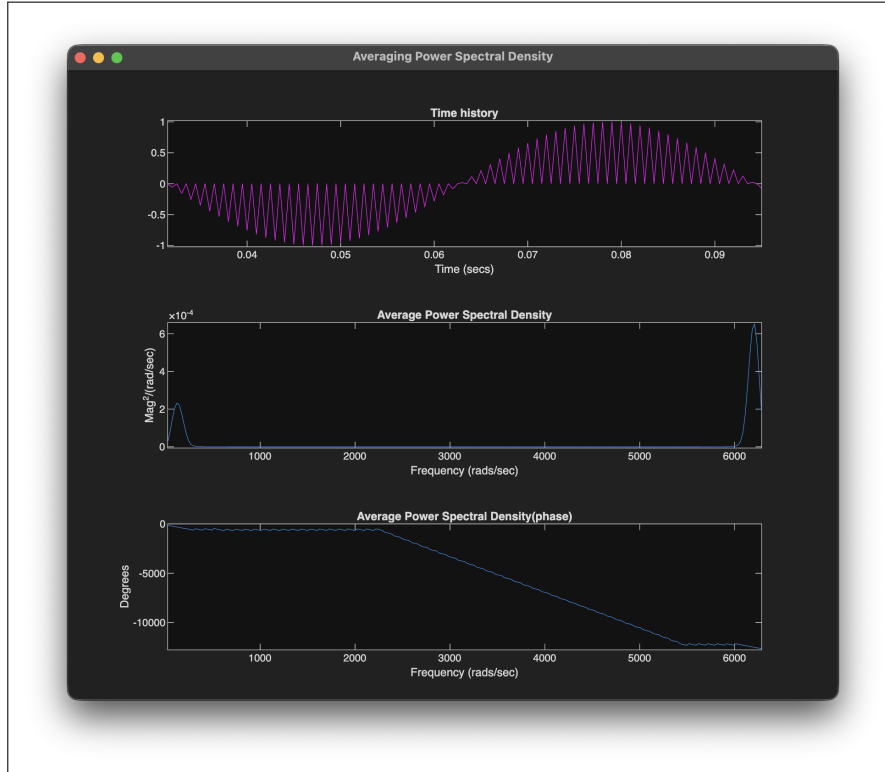 Averaging Power Spectral Density
Time history
1
0.5
0
-0.5
-1
0.04 0.05 0.06 0.07 0.08 0.09
Time (secs)
Average Power Spectral Density
×10⁻⁴
6
4
2
0
Mag²/(rad/sec)
1000 2000 3000 4000 5000 6000
Frequency (rads/sec)
Average Power Spectral Density(phase)
0
-5000
-10000
Degrees
1000 2000 3000 4000 5000 6000
Frequency (rads/sec)